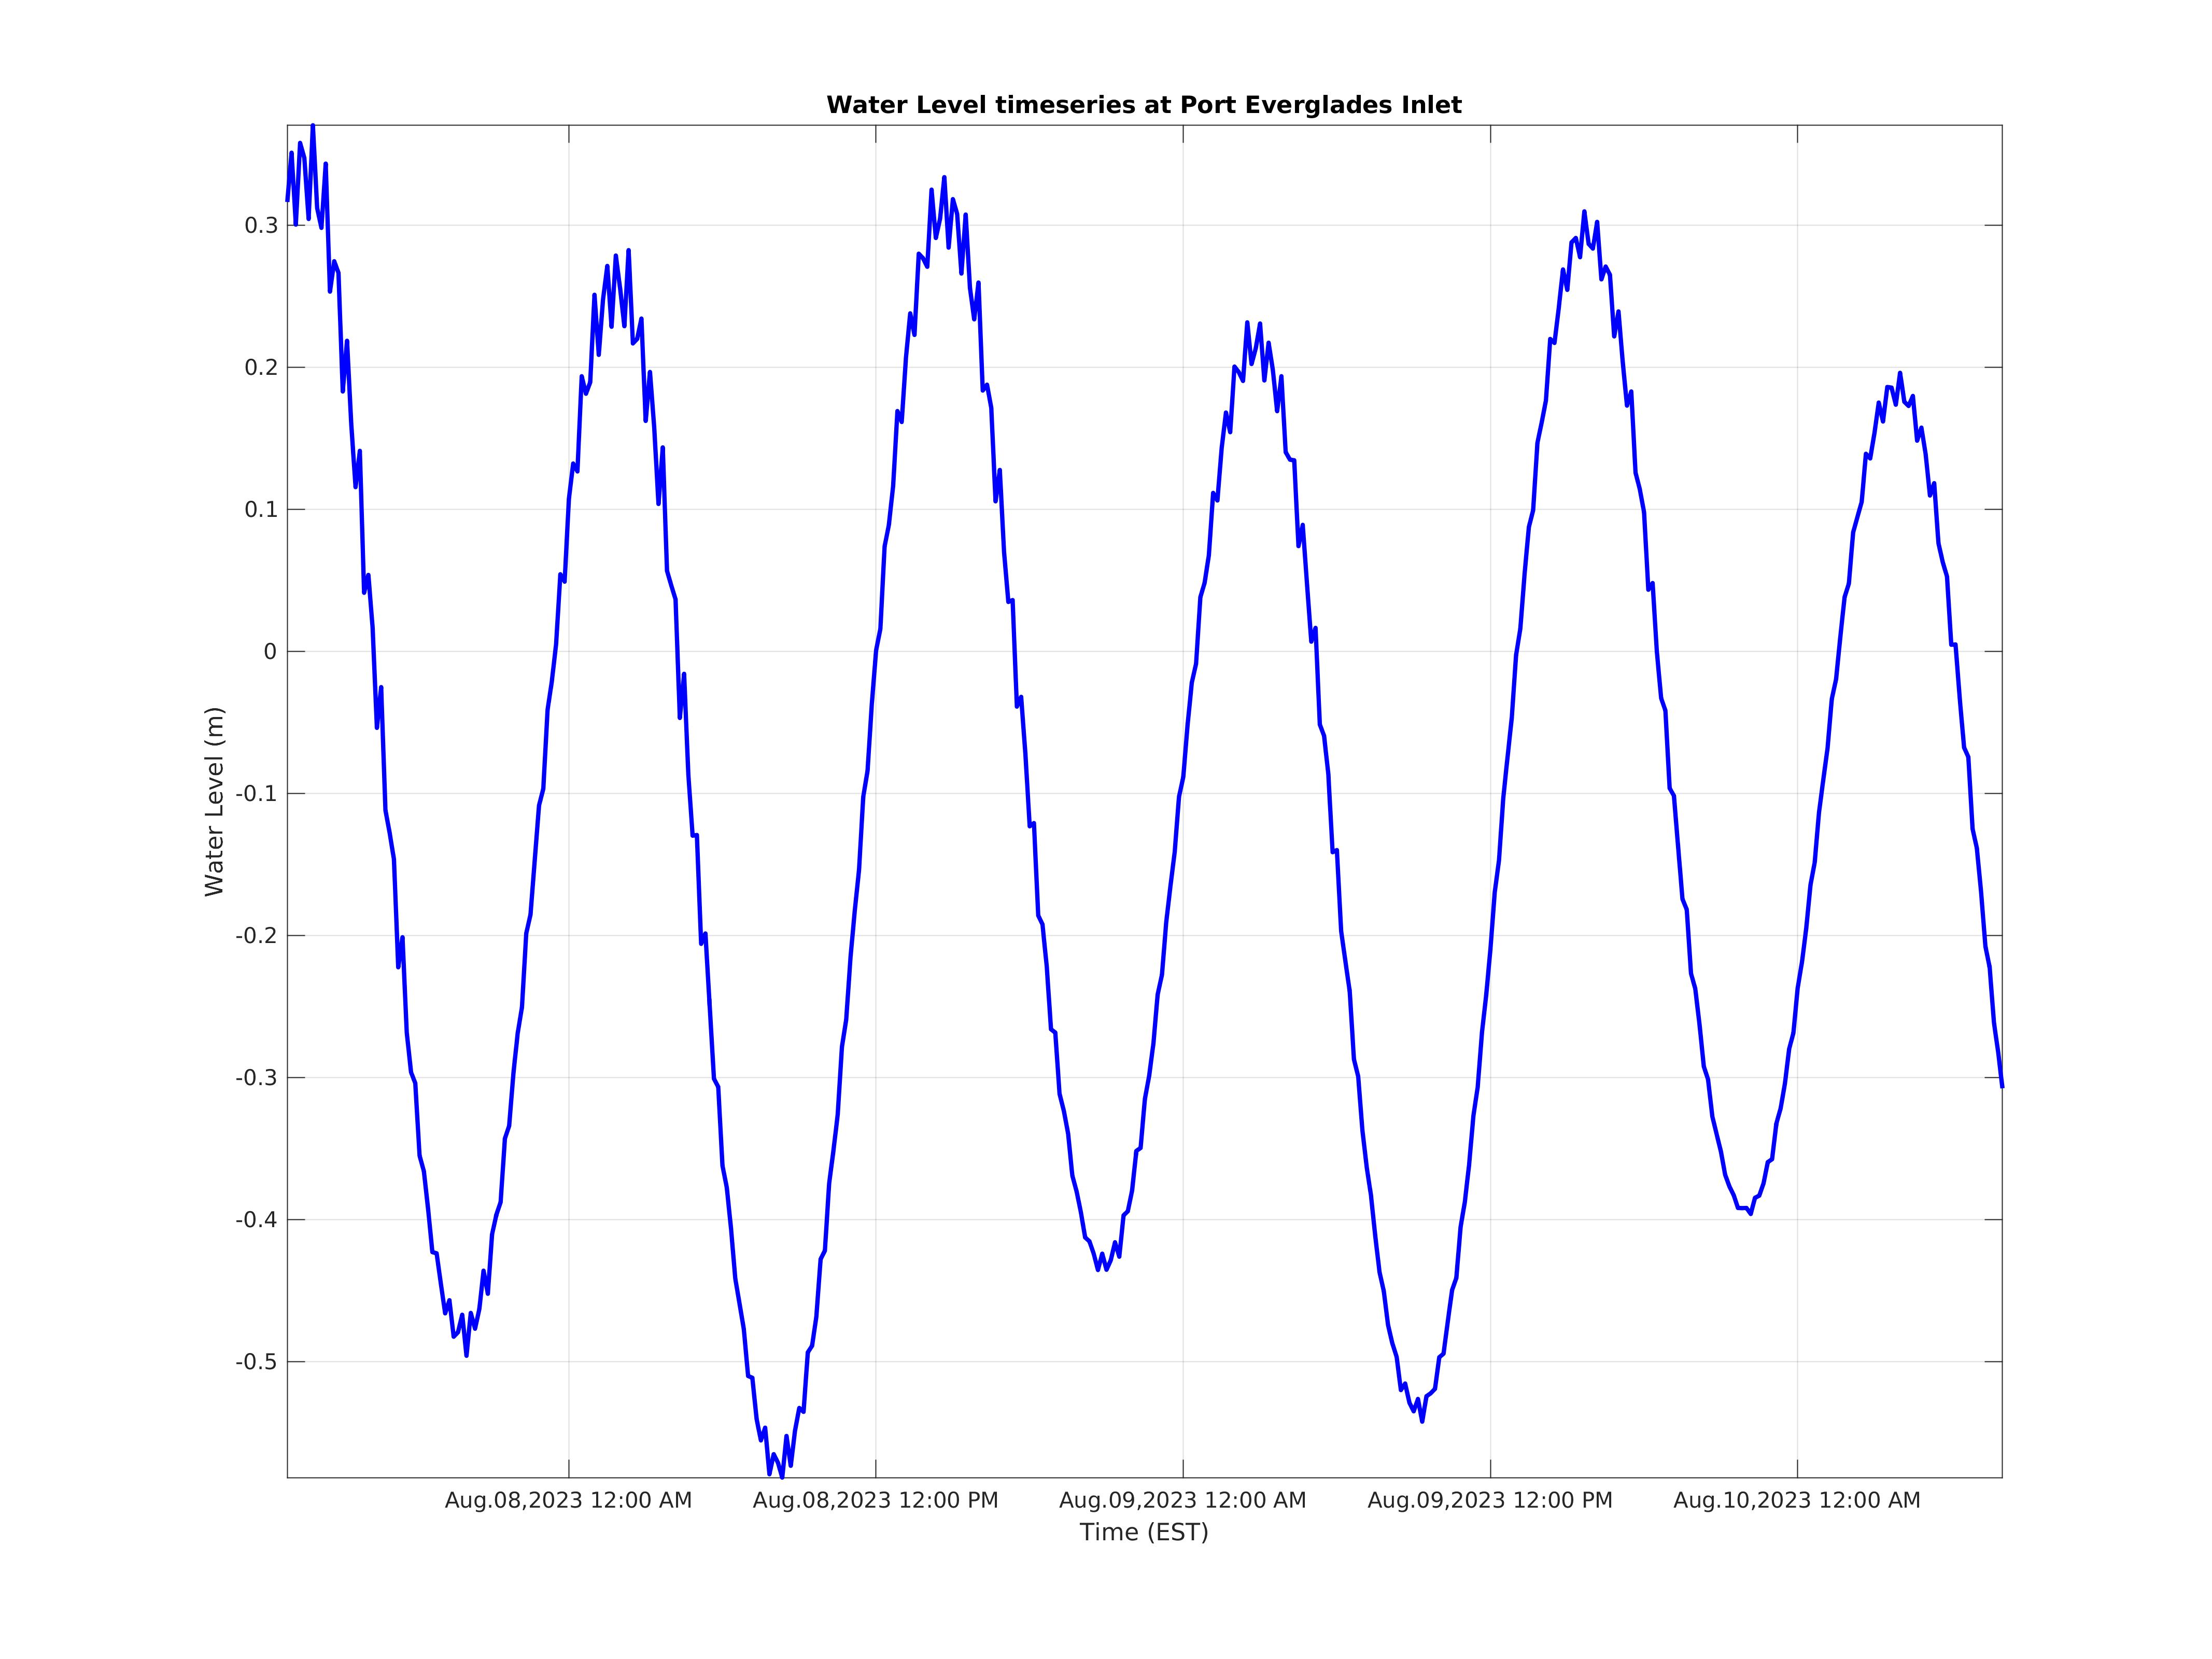 Water Level timeseries at Port Everglades Inlet
0.3
0.2
0.1
0
-0.1
-0.2
-0.3
-0.4
-0.5
Water Level (m)
Aug.08,2023 12:00 AM Aug.08,2023 12:00 PM Aug.09,2023 12:00 AM Aug.09,2023 12:00 PM Aug.10,2023 12:00 AM
Time (EST)